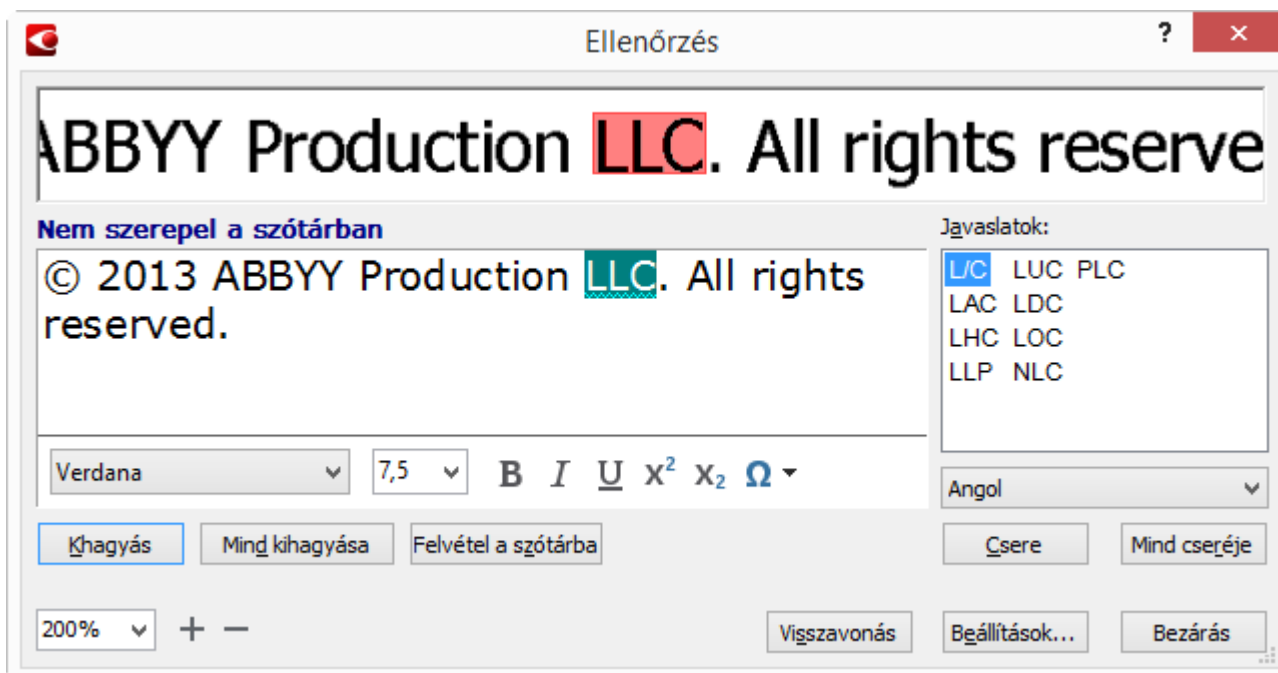 Ellenőrzés
?
ABBYY Production LLC. All rights reserve
Nem szerepel a szótárban
Javaslatok:
© 2013 ABBYY Production LLC. All rights
reserved.
L/C LUC PLC
LAC LDC
LHC LOC
LLP NLC
Verdana 7,5 B I U X² X₂ Ω
Angol
Khagyás Mind kihagyása Felvétel a szótárba Csere Mind cseréje
200% + − Visszavonás Beállítások... Bezárás